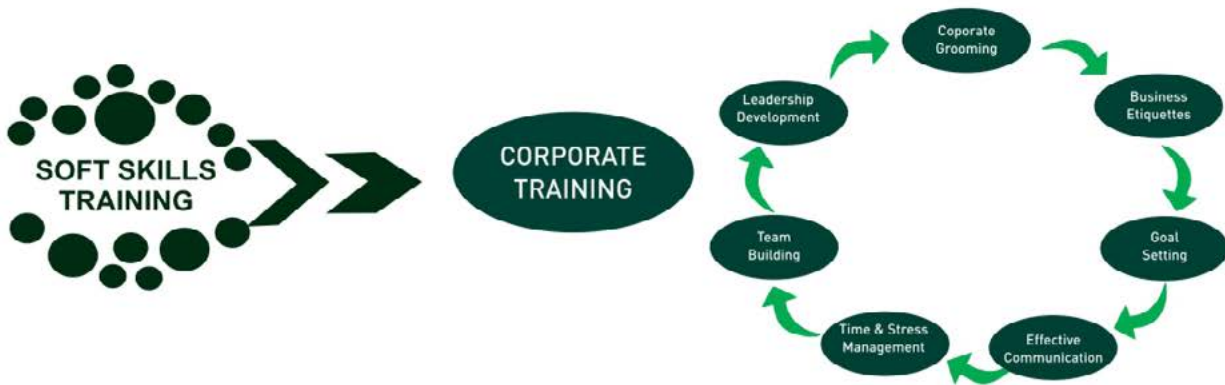 SOFT SKILLS
TRAINING
CORPORATE
TRAINING
Coporate
Grooming
Business
Etiquettes
Goal
Setting
Effective
Communication
Time & Stress
Management
Team
Building
Leadership
Development